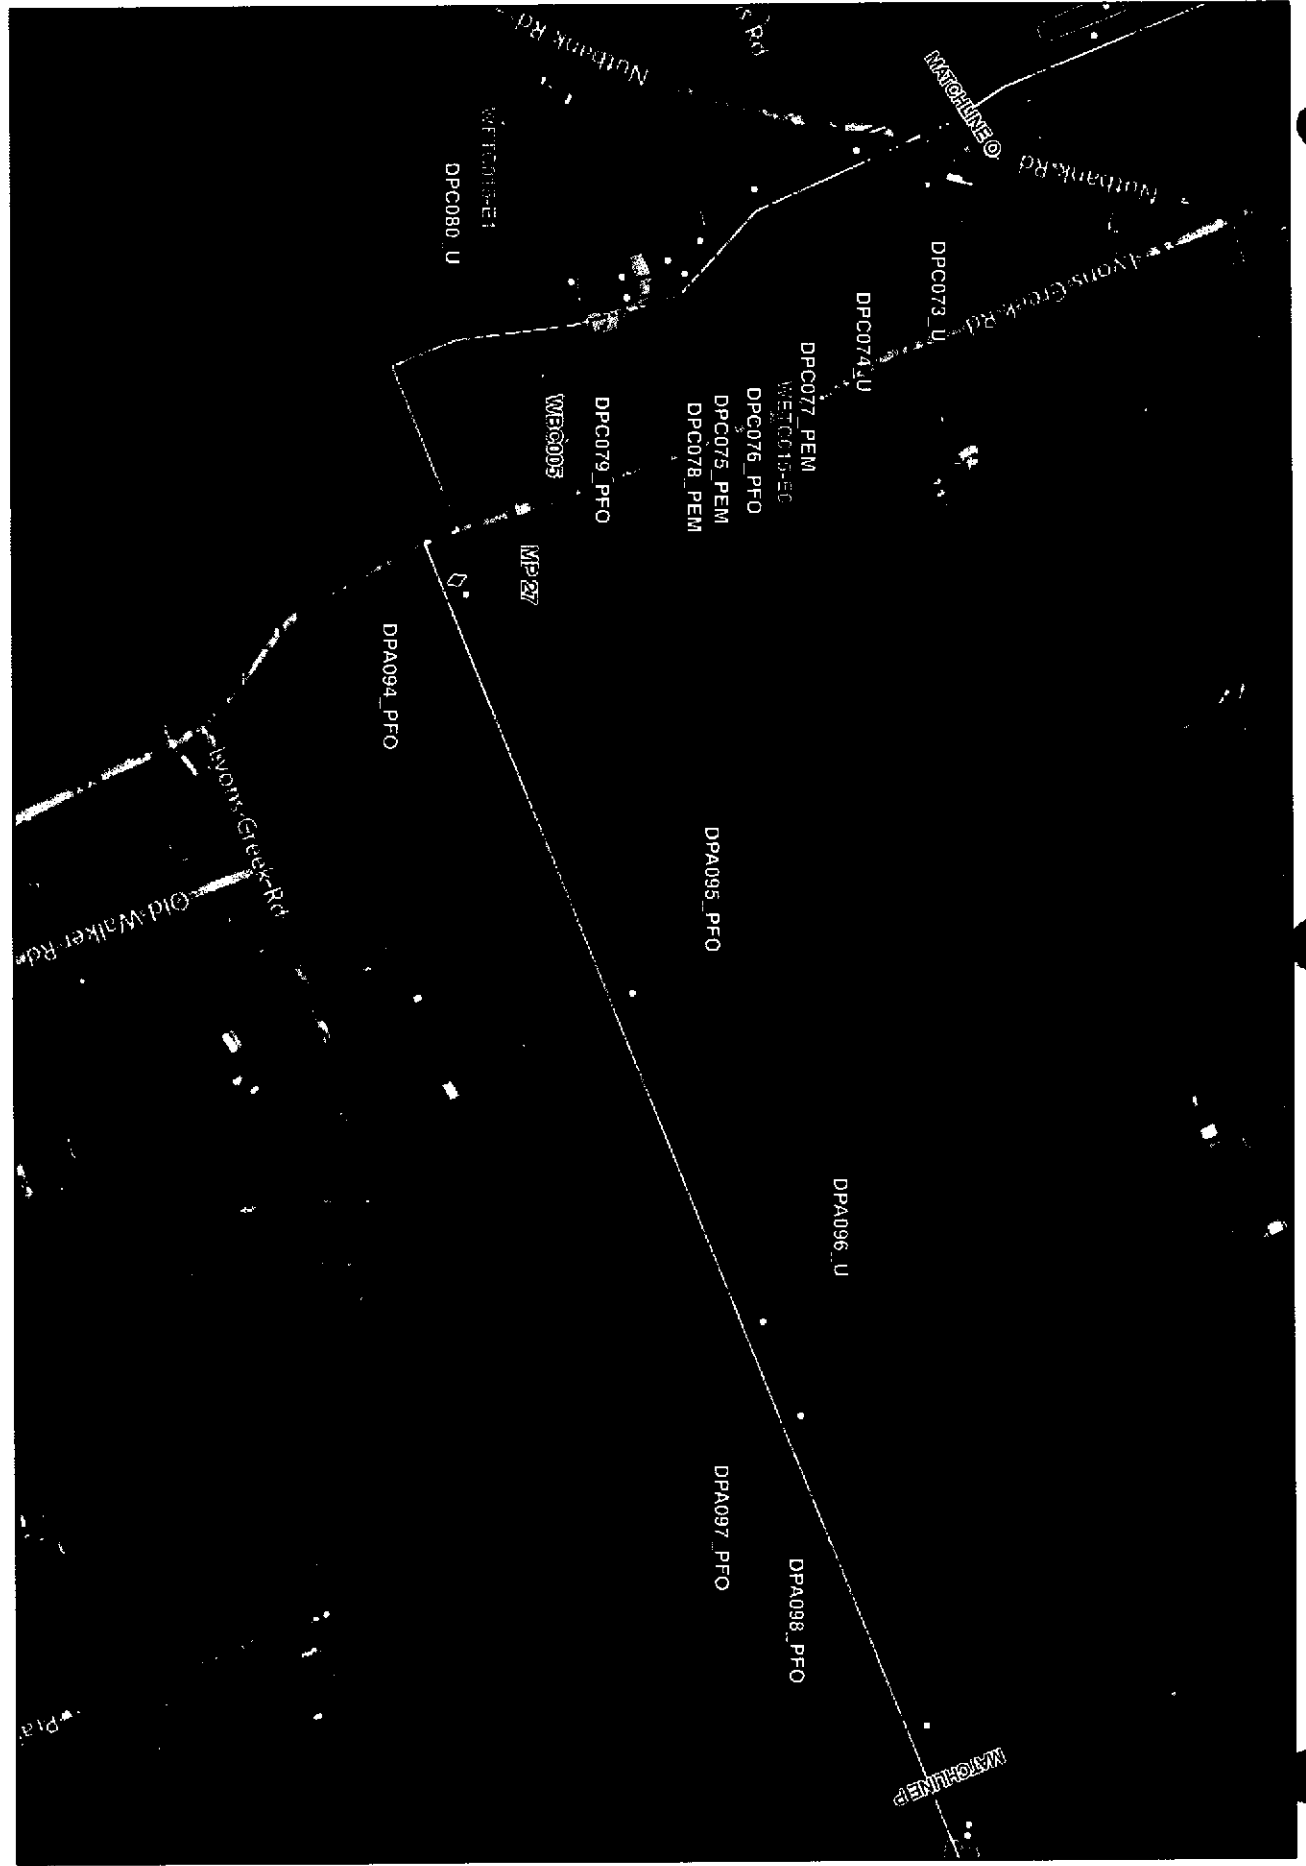 Nutbank Rd
s Rd
MATCHLINE O
Nutbank Rd
DPC080_U
DPC073_U
Lyons Creek Rd
DPC074_U
DPC077_PEM
DPC076_PFO
DPC075_PEM
DPC078_PEM
DPC079_PFO
WBC005
MP 27
DPA094_PFO
Lyons Creek Rd
Old Walker Rd
DPA095_PFO
DPA096_U
DPA097_PFO
DPA098_PFO
MATCHLINE P